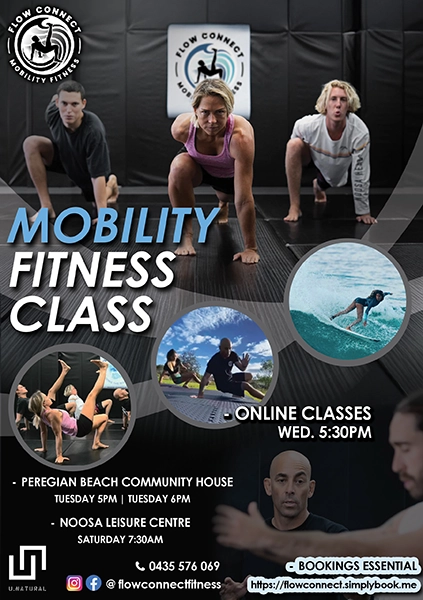 FLOW CONNECT
MOBILITY FITNESS
FLOW CONNECT
MOBILITY FITNESS
MOBILITY
FITNESS
CLASS
- ONLINE CLASSES
WED. 5:30PM
- PEREGIAN BEACH COMMUNITY HOUSE
TUESDAY 5PM | TUESDAY 6PM
- NOOSA LEISURE CENTRE
SATURDAY 7:30AM
U.NATURAL
0435 576 069
@flowconnectfitness
- BOOKINGS ESSENTIAL
https://flowconnect.simplybook.me